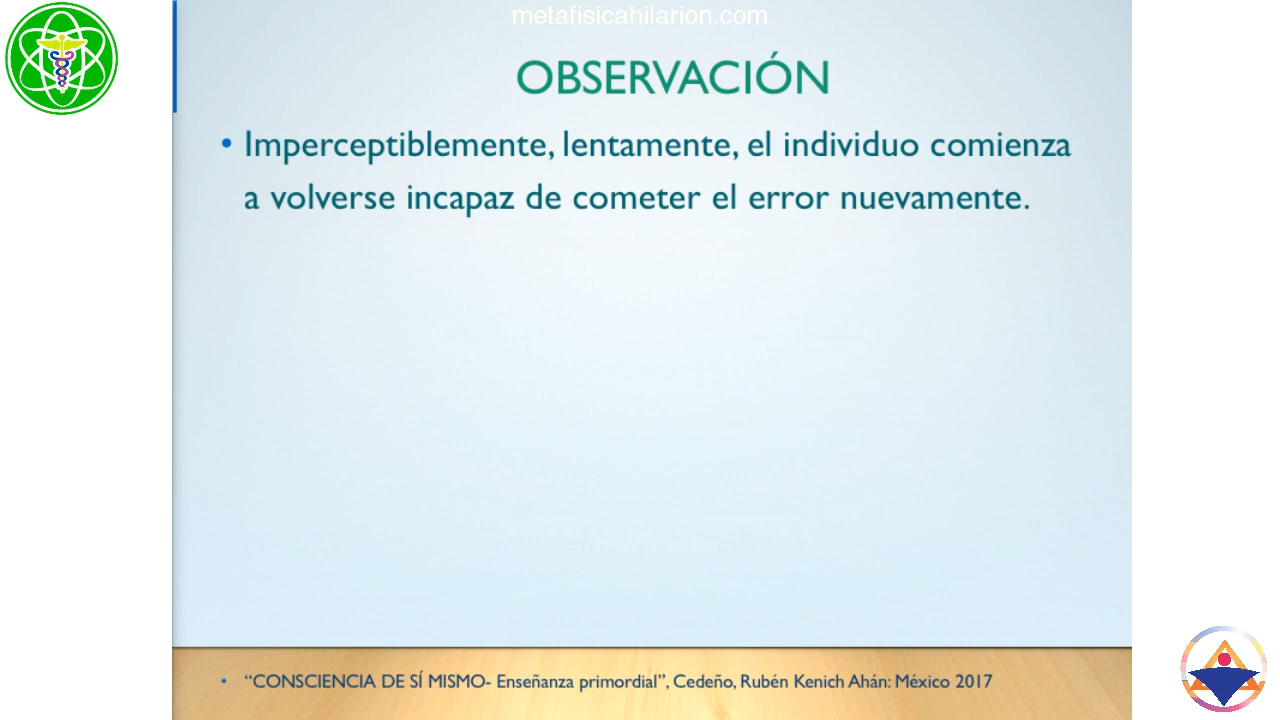 metafisicahilarion.com
OBSERVACIÓN
• Imperceptiblemente, lentamente, el individuo comienza
a volverse incapaz de cometer el error nuevamente.
• “CONSCIENCIA DE SÍ MISMO- Enseñanza primordial”, Cedeño, Rubén Kenich Ahán: México 2017